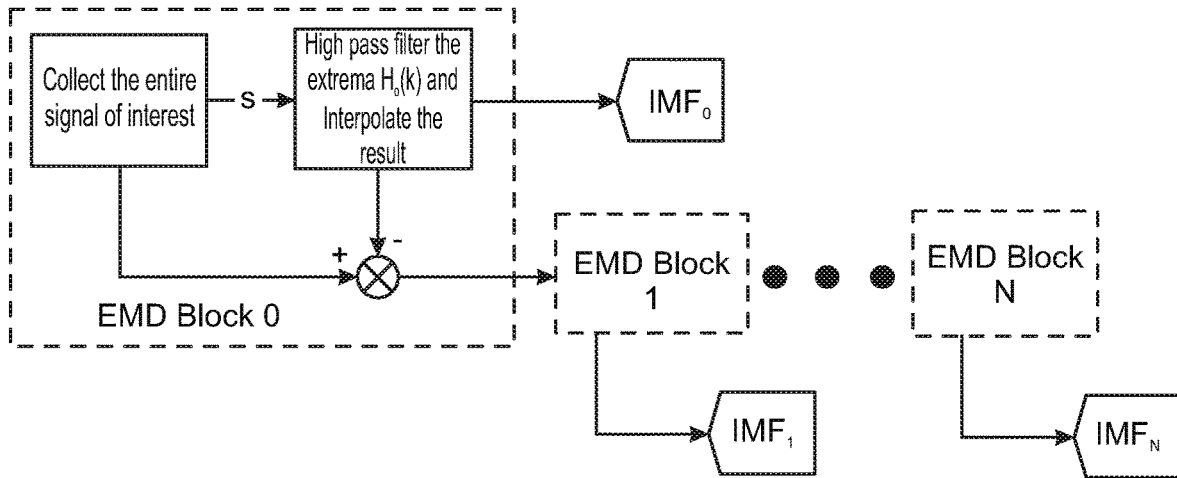 Collect the entire
signal of interest
S
High pass filter the
extrema H₀(k) and
Interpolate the
result
IMF₀
+
-
EMD Block 0
EMD Block
1
EMD Block
N
IMF₁
IMF_N